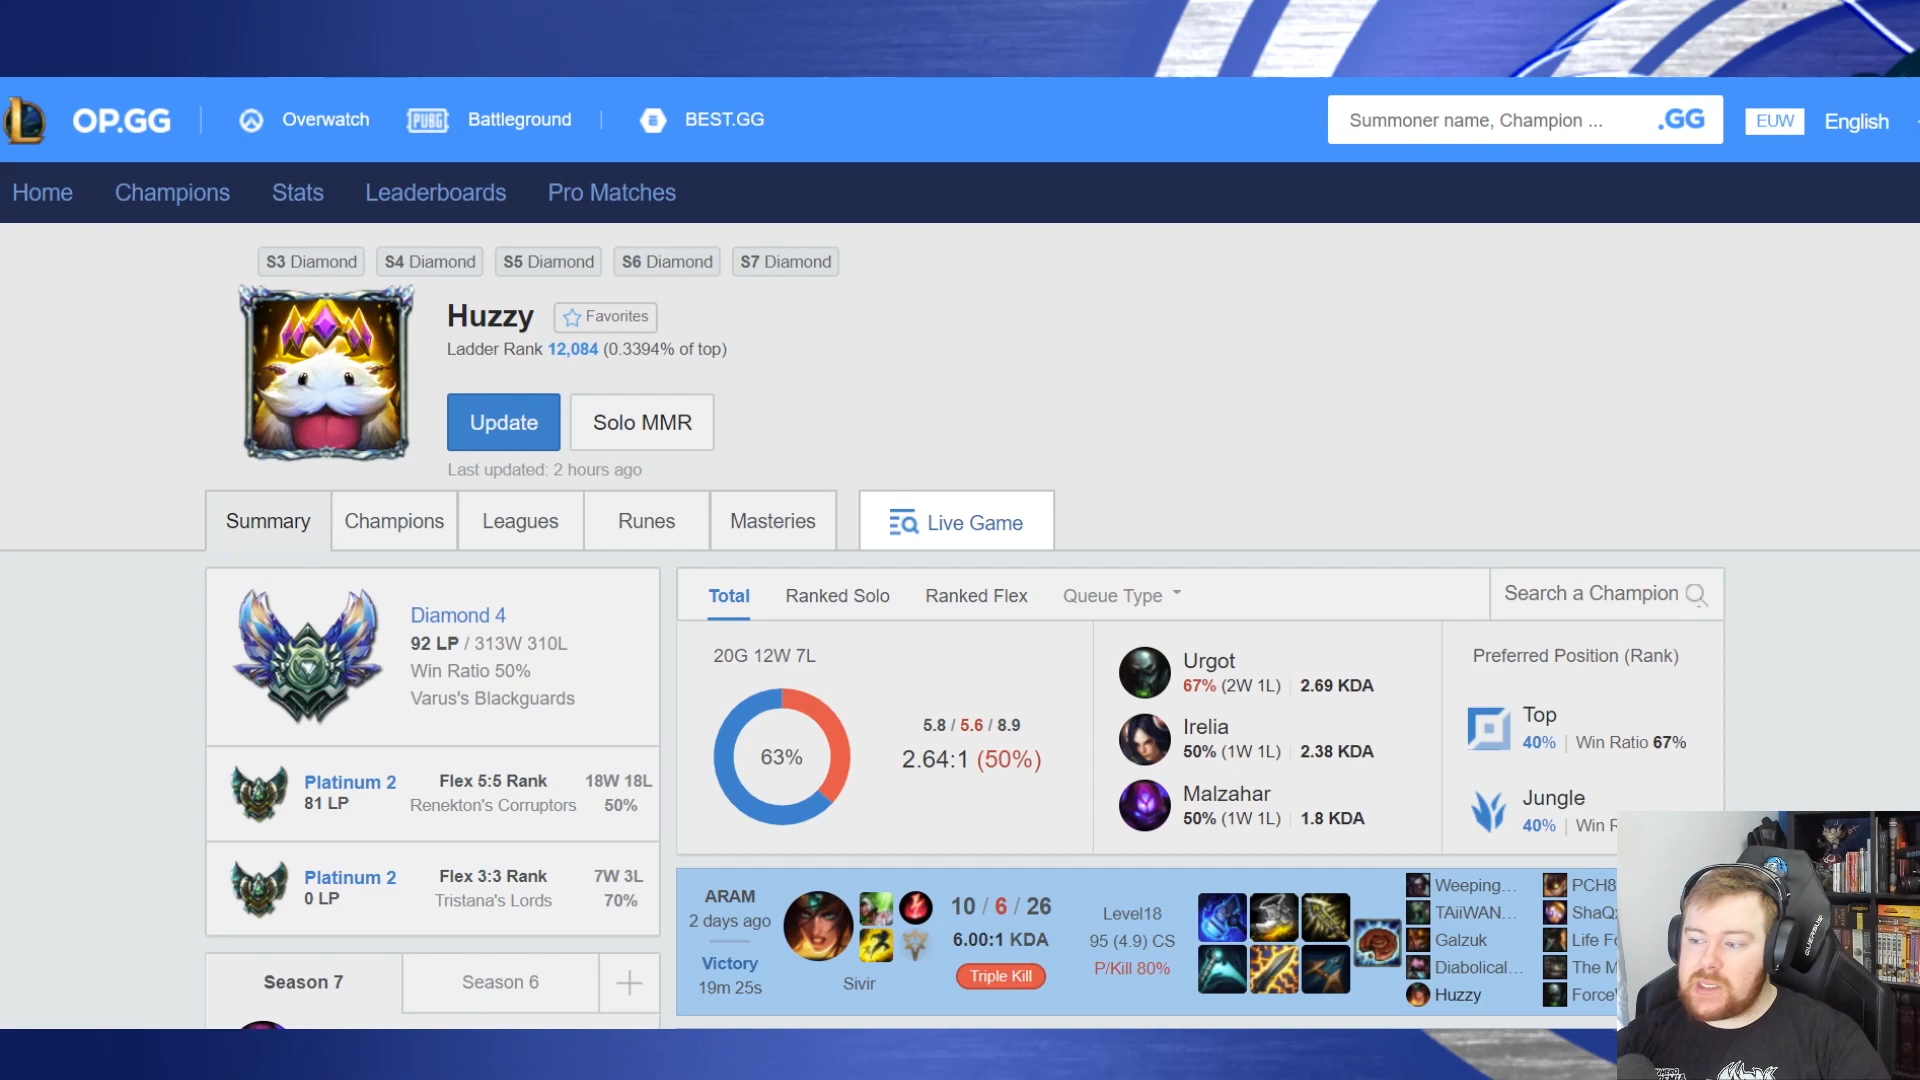 OP.GG
Overwatch
PUBG
Battleground
BEST.GG
Summoner name, Champion ...
.GG
EUW
English
Home
Champions
Stats
Leaderboards
Pro Matches
S3 Diamond
S4 Diamond
S5 Diamond
S6 Diamond
S7 Diamond
Huzzy
Favorites
Ladder Rank 12,084 (0.3394% of top)
Update
Solo MMR
Last updated: 2 hours ago
Summary
Champions
Leagues
Runes
Masteries
Live Game
Diamond 4
92 LP / 313W 310L
Win Ratio 50%
Varus's Blackguards
Platinum 2
81 LP
Flex 5:5 Rank
Renekton's Corruptors
18W 18L
50%
Platinum 2
0 LP
Flex 3:3 Rank
Tristana's Lords
7W 3L
70%
Season 7
Season 6
Total
Ranked Solo
Ranked Flex
Queue Type
Search a Champion
20G 12W 7L
63%
5.8 / 5.6 / 8.9
2.64:1 (50%)
Urgot
67% (2W 1L) 2.69 KDA
Irelia
50% (1W 1L) 2.38 KDA
Malzahar
50% (1W 1L) 1.8 KDA
Preferred Position (Rank)
Top
40% Win Ratio 67%
Jungle
40% Win
ARAM
2 days ago
Victory
19m 25s
Sivir
10 / 6 / 26
6.00:1 KDA
Triple Kill
Level18
95 (4.9) CS
P/Kill 80%
Weeping...
TAiiWAN...
Galzuk
Diabolical...
Huzzy
PCH8
ShaQ
Life
The M
Force